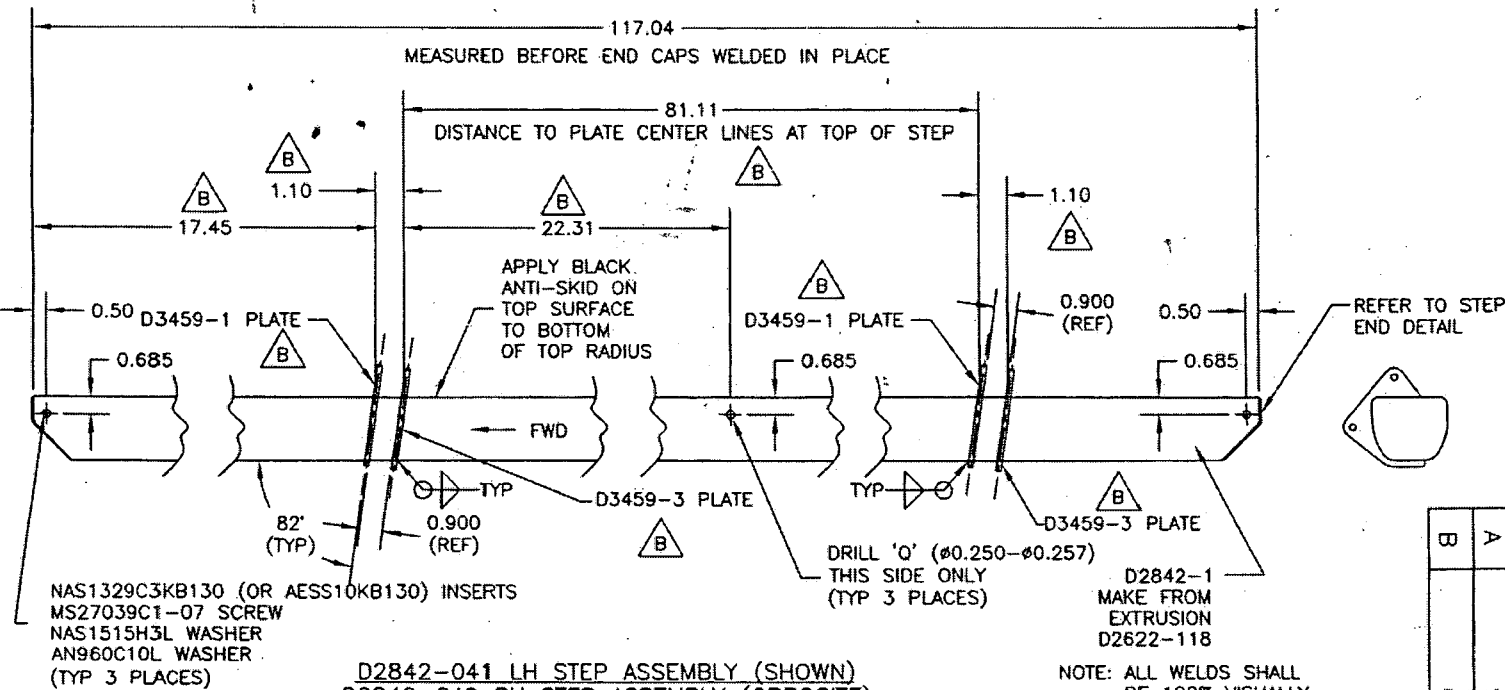 117.04
MEASURED BEFORE END CAPS WELDED IN PLACE
81.11
DISTANCE TO PLATE CENTER LINES AT TOP OF STEP
B
B
1.10
B
B
1.10
17.45
22.31
B
APPLY BLACK
ANTI-SKID ON
TOP SURFACE
TO BOTTOM
OF TOP RADIUS
B
0.50
D3459-1 PLATE
B
D3459-1 PLATE
0.900
(REF)
0.50
REFER TO STEP
END DETAIL
0.685
0.685
0.685
FWD
TYP
D3459-3 PLATE
B
TYP
B
D3459-3 PLATE
82°
(TYP)
0.900
(REF)
DRILL 'Q' (ø0.250-ø0.257)
THIS SIDE ONLY
(TYP 3 PLACES)
D2842-1
MAKE FROM
EXTRUSION
D2622-118
A
B
NAS1329C3KB130 (OR AESS10KB130) INSERTS
MS27039C1-07 SCREW
NAS1515H3L WASHER
AN960C10L WASHER
(TYP 3 PLACES)
D2842-041 LH STEP ASSEMBLY (SHOWN)
NOTE: ALL WELDS SHALL